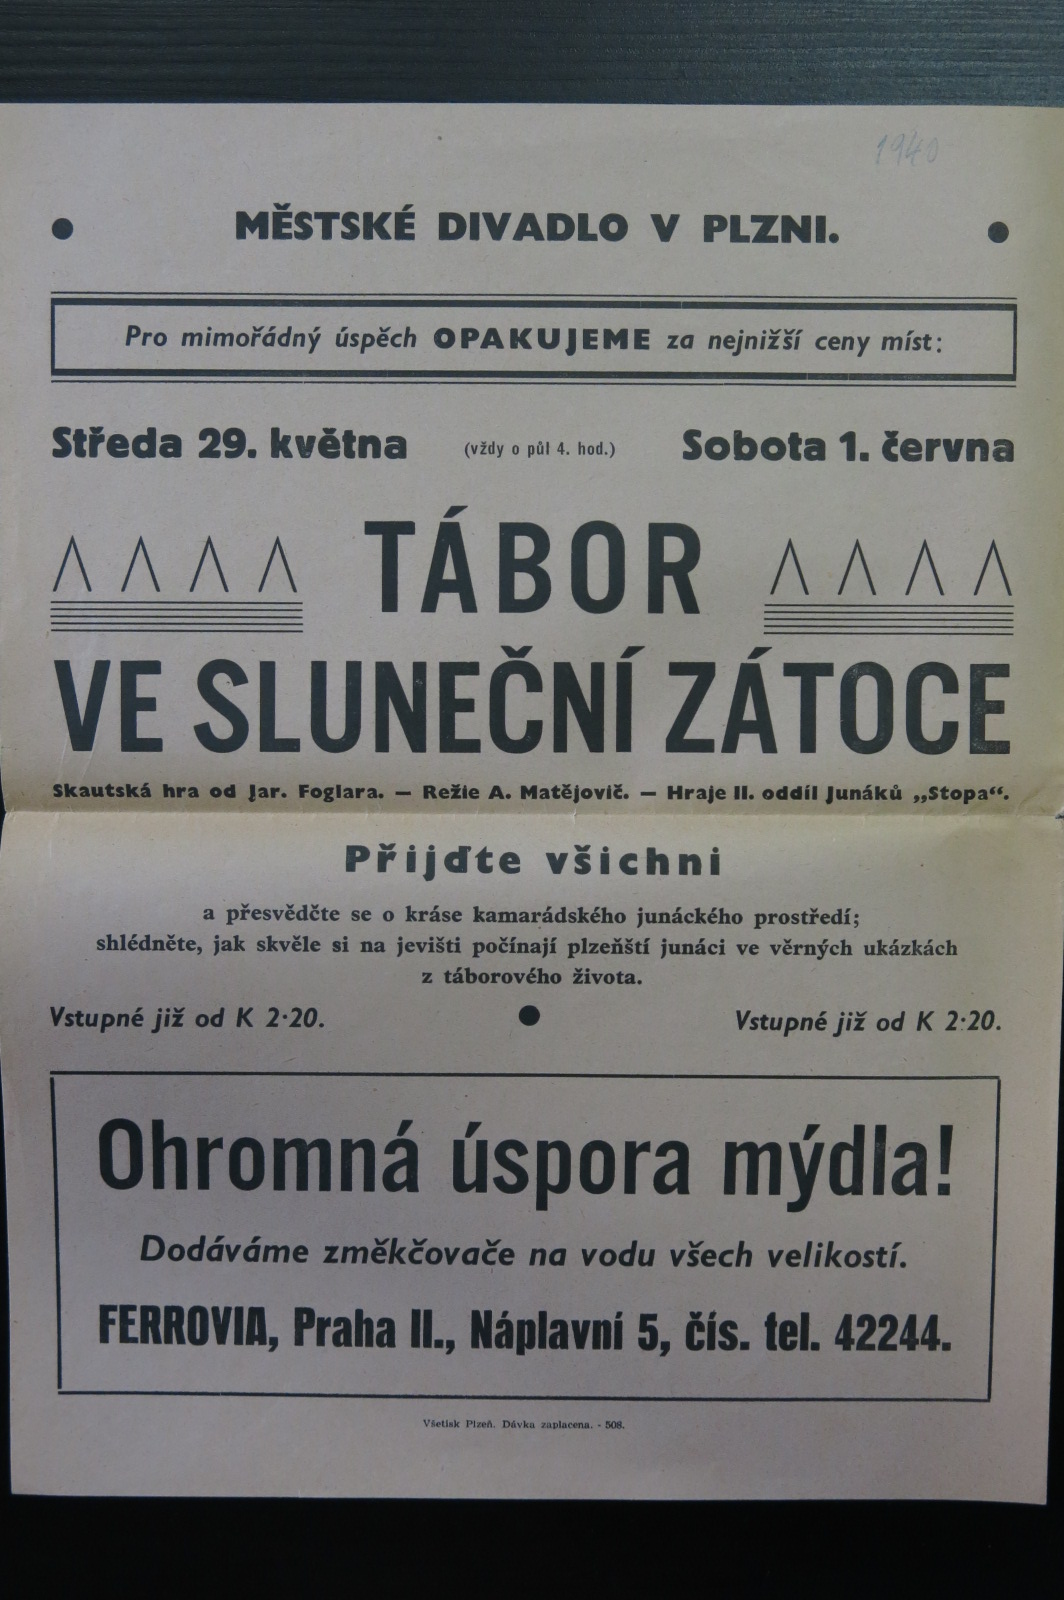 1940
MĚSTSKÉ DIVADLO V PLZNI.
Pro mimořádný úspěch OPAKUJEME za nejnižší ceny míst:
Středa 29. května (vždy o půl 4. hod.) Sobota 1. června
TÁBOR
VE SLUNEČNÍ ZÁTOCE
Skautská hra od Jar. Foglara. — Režie A. Matějovič. — Hraje II. oddíl Junáků „Stopa“.
Přijďte všichni
a přesvědčte se o kráse kamarádského junáckého prostředí;
shlédněte, jak skvěle si na jevišti počínají plzeňští junáci ve věrných ukázkách
z táborového života.
Vstupné již od K 2·20. Vstupné již od K 2·20.
Ohromná úspora mýdla!
Dodáváme změkčovače na vodu všech velikostí.
FERROVIA, Praha II., Náplavní 5, čís. tel. 42244.
Všetisk Plzeň. Dávka zaplacena. - 508.